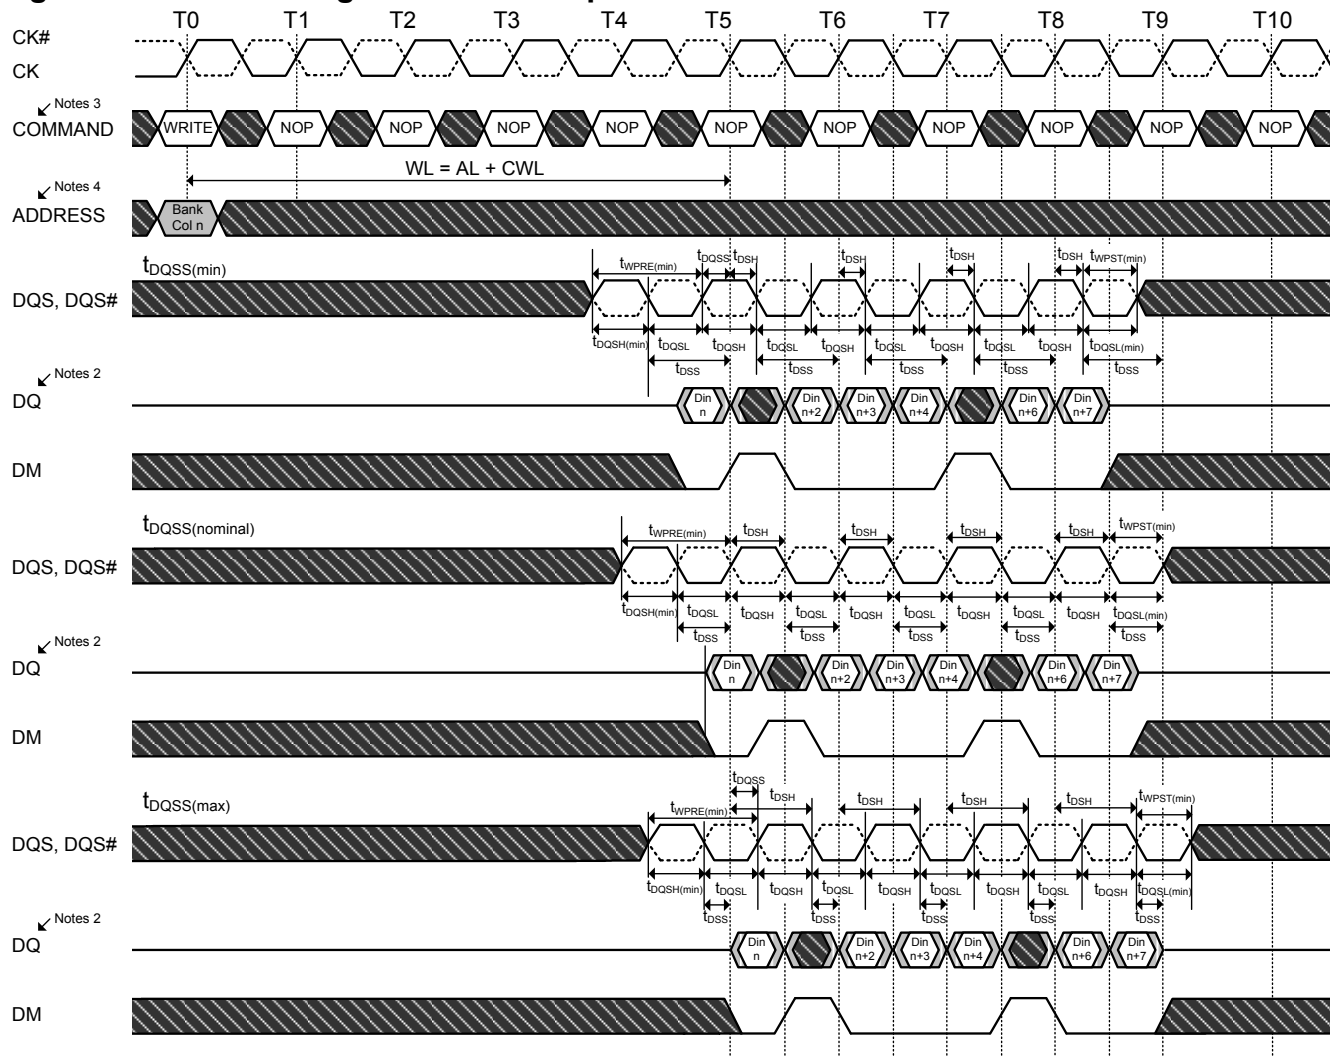 T0 T1 T2 T3 T4 T5 T6 T7 T8 T9 T10
CK#
CK
Notes 3
COMMAND WRITE NOP NOP NOP NOP NOP NOP NOP NOP NOP NOP
WL = AL + CWL
Notes 4
ADDRESS Bank Col n
tDQSS(min) tWPRE(min) tDQSS tDSH tDSH tDSH tDSH tWPST(min)
DQS, DQS#
tDQSH(min) tDQSL tDQSH tDQSL tDQSH tDQSL tDQSH tDQSL tDQSH tDQSL(min)
tDSS tDSS tDSS tDSS tDSS
Notes 2
DQ Din n Din n+2 Din n+3 Din n+4 Din n+6 Din n+7
DM
tDQSS(nominal) tWPRE(min) tDSH tDSH tDSH tDSH tWPST(min)
DQS, DQS#
tDQSH(min) tDQSL tDQSH tDQSL tDQSH tDQSL tDQSH tDQSL tDQSH tDQSL(min)
tDSS tDSS tDSS tDSS tDSS
Notes 2
DQ Din n Din n+2 Din n+3 Din n+4 Din n+6 Din n+7
DM
tDQSS
tDQSS(max) tWPRE(min) tDSH tDSH tDSH tDSH tWPST(min)
DQS, DQS#
tDQSH(min) tDQSL tDQSH tDQSL tDQSH tDQSL tDQSH tDQSL tDQSH tDQSL(min)
tDSS tDSS tDSS tDSS tDSS
Notes 2
DQ Din n Din n+2 Din n+3 Din n+4 Din n+6 Din n+7
DM